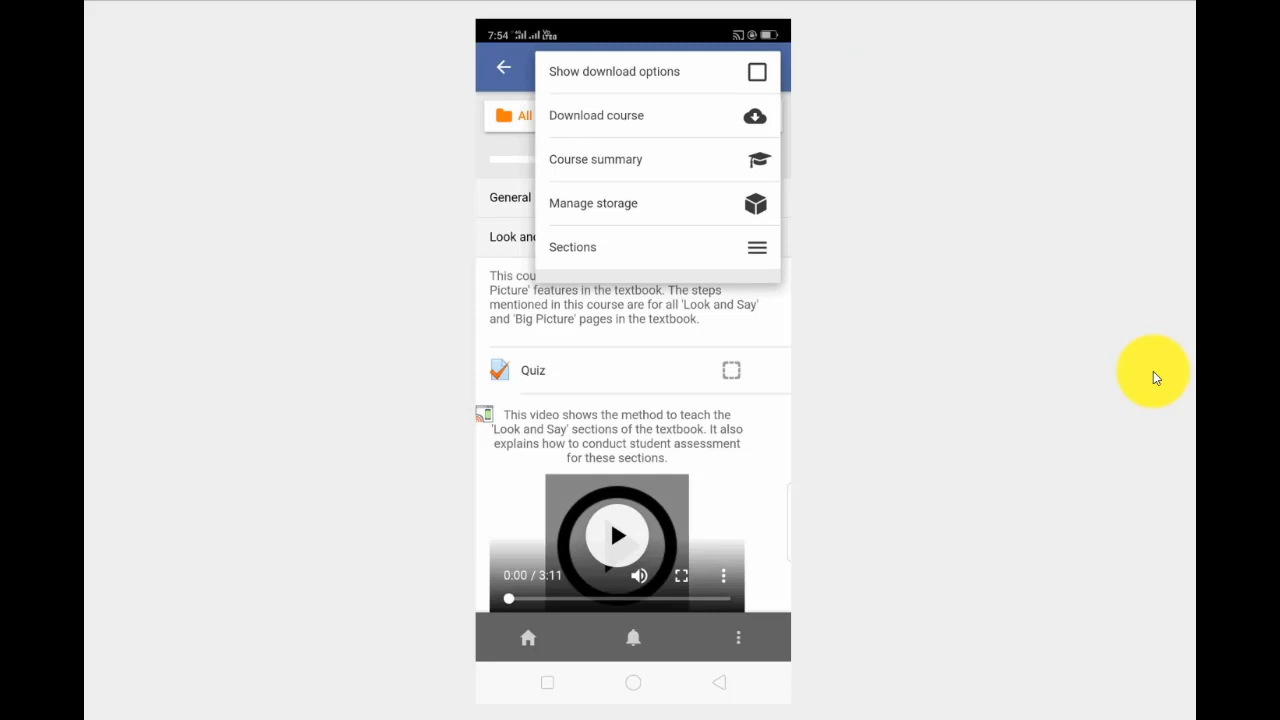 7:54
Show download options
All
Download course
Course summary
General
Manage storage
Look and
Sections
This cou
Picture' features in the textbook. The steps
mentioned in this course are for all 'Look and Say'
and 'Big Picture' pages in the textbook.
Quiz
This video shows the method to teach the
'Look and Say' sections of the textbook. It also
explains how to conduct student assessment
for these sections.
0:00 / 3:11